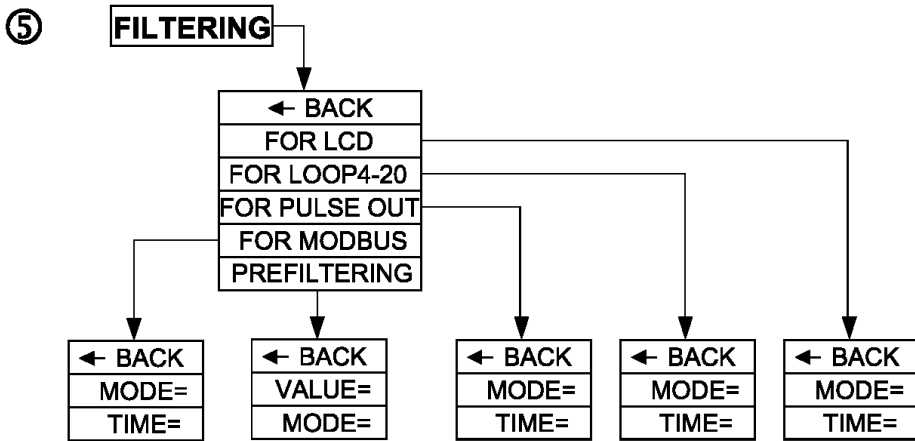 ⑤ FILTERING
← BACK
FOR LCD
FOR LOOP4-20
FOR PULSE OUT
FOR MODBUS
PREFILTERING
← BACK
MODE=
TIME=
← BACK
VALUE=
MODE=
← BACK
MODE=
TIME=
← BACK
MODE=
TIME=
← BACK
MODE=
TIME=